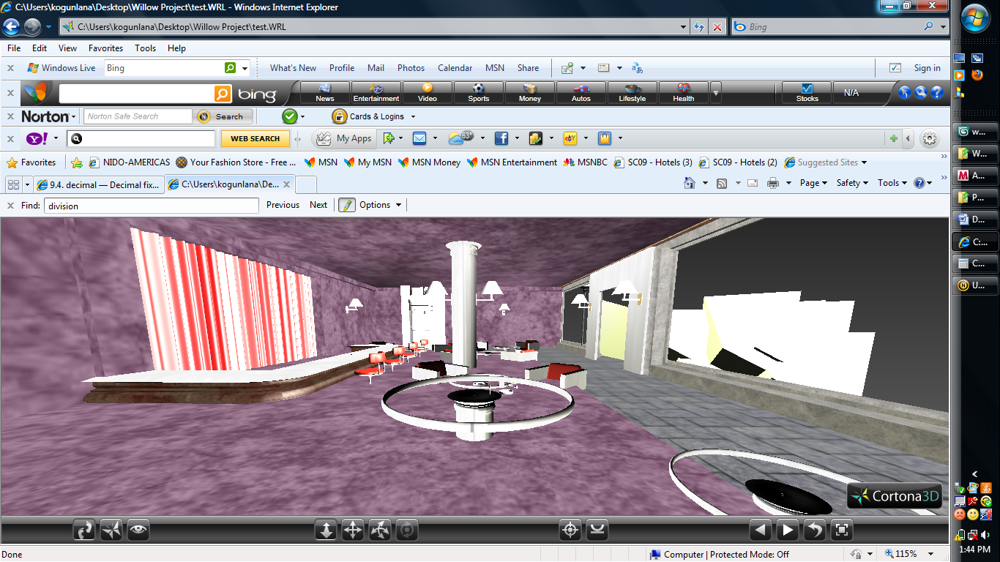 C:\Users\kogunlana\Desktop\Willow Project\test.WRL - Windows Internet Explorer
C:\Users\kogunlana\Desktop\Willow Project\test.WRL
Bing
File Edit View Favorites Tools Help
x Windows Live Bing What's New Profile Mail Photos Calendar MSN Share Sign in
x bing News Entertainment Video Sports Money Autos Lifestyle Health Stocks N/A
x Norton Norton Safe Search N Search Cards & Logins
x Y! WEB SEARCH My Apps 63° f eBY
Favorites NIDO-AMERICAS Your Fashion Store - Free ... MSN My MSN MSN Money MSN Entertainment MSNBC SC09 - Hotels (3) SC09 - Hotels (2) Suggested Sites »
9.4. decimal — Decimal fix... C:\Users\kogunlana\De... x Page Safety Tools »
x Find: division Previous Next Options
w...
W...
A...
P...
D...
C:...
C...
U...
Cortona3D
Done Computer | Protected Mode: Off 115%
1:44 PM